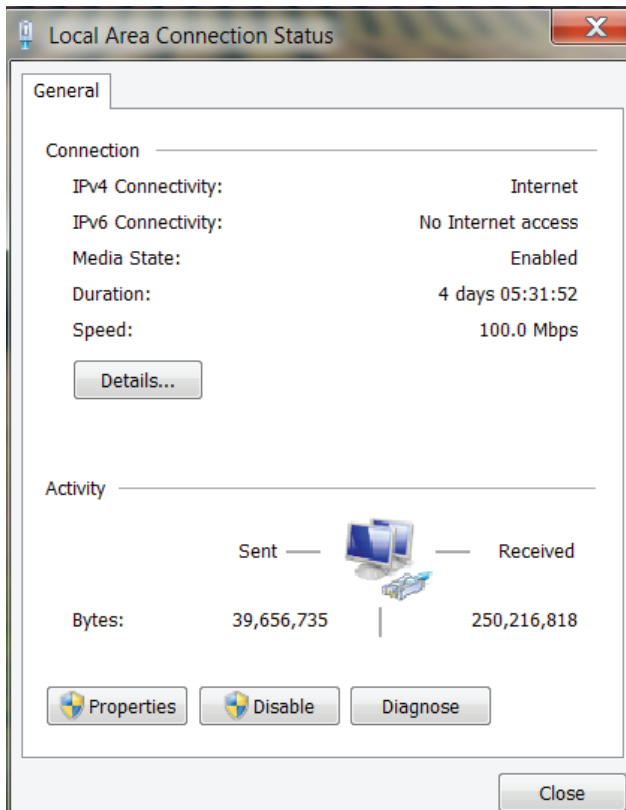 Local Area Connection Status
General
Connection
IPv4 Connectivity: Internet
IPv6 Connectivity: No Internet access
Media State: Enabled
Duration: 4 days 05:31:52
Speed: 100.0 Mbps
Details...
Activity
Sent Received
Bytes: 39,656,735 250,216,818
Properties Disable Diagnose
Close